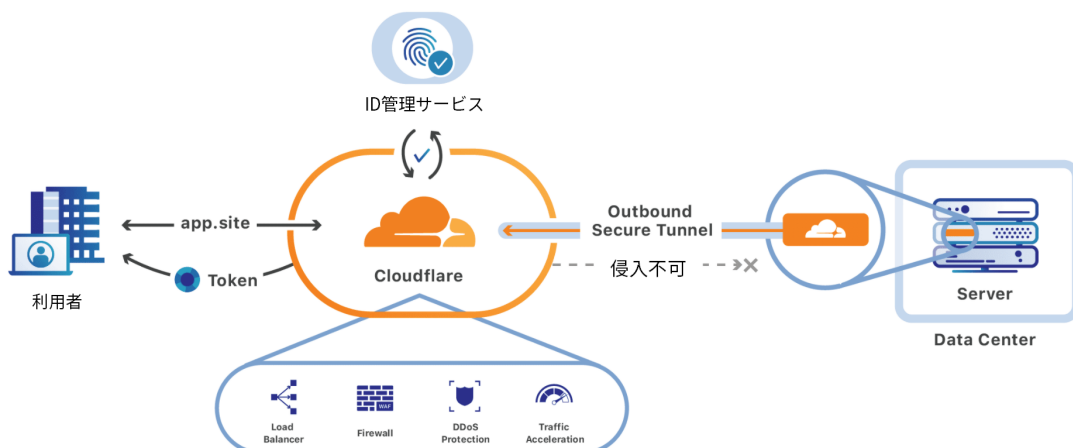 ID管理サービス
app.site
Token
利用者
Cloudflare
Outbound
Secure Tunnel
侵入不可
Server
Data Center
Load
Balancer
WAF
Firewall
DDoS
Protection
Traffic
Acceleration